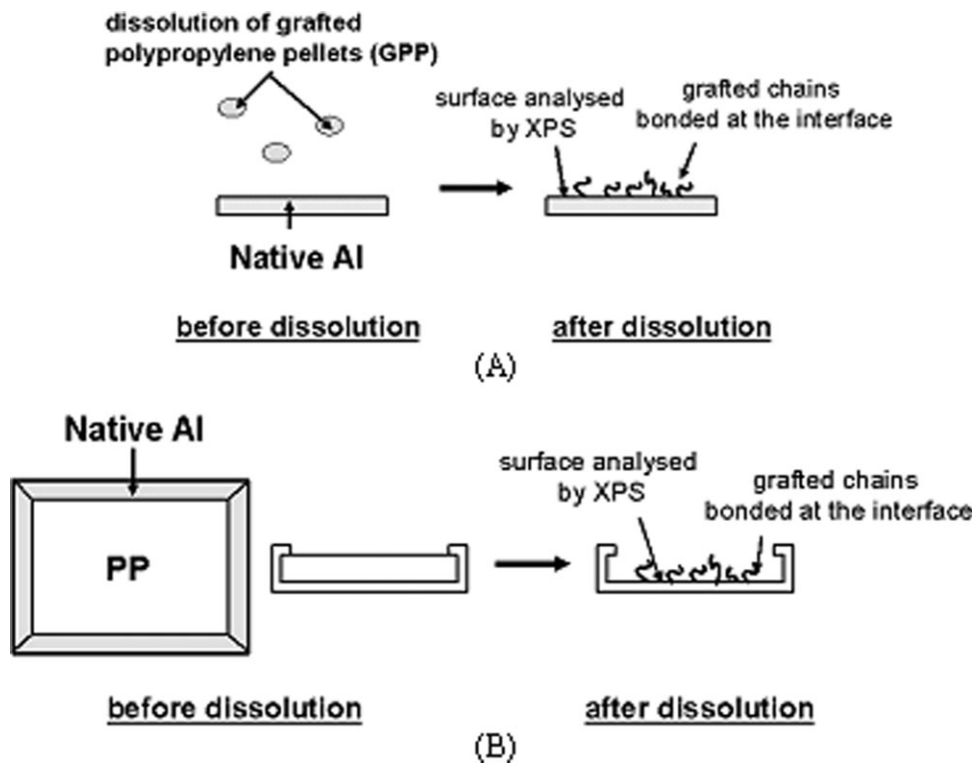 dissolution of grafted
polypropylene pellets (GPP)
surface analysed
by XPS
grafted chains
bonded at the interface
Native Al
before dissolution
after dissolution
(A)
Native Al
surface analysed
by XPS
grafted chains
bonded at the interface
PP
before dissolution
after dissolution
(B)